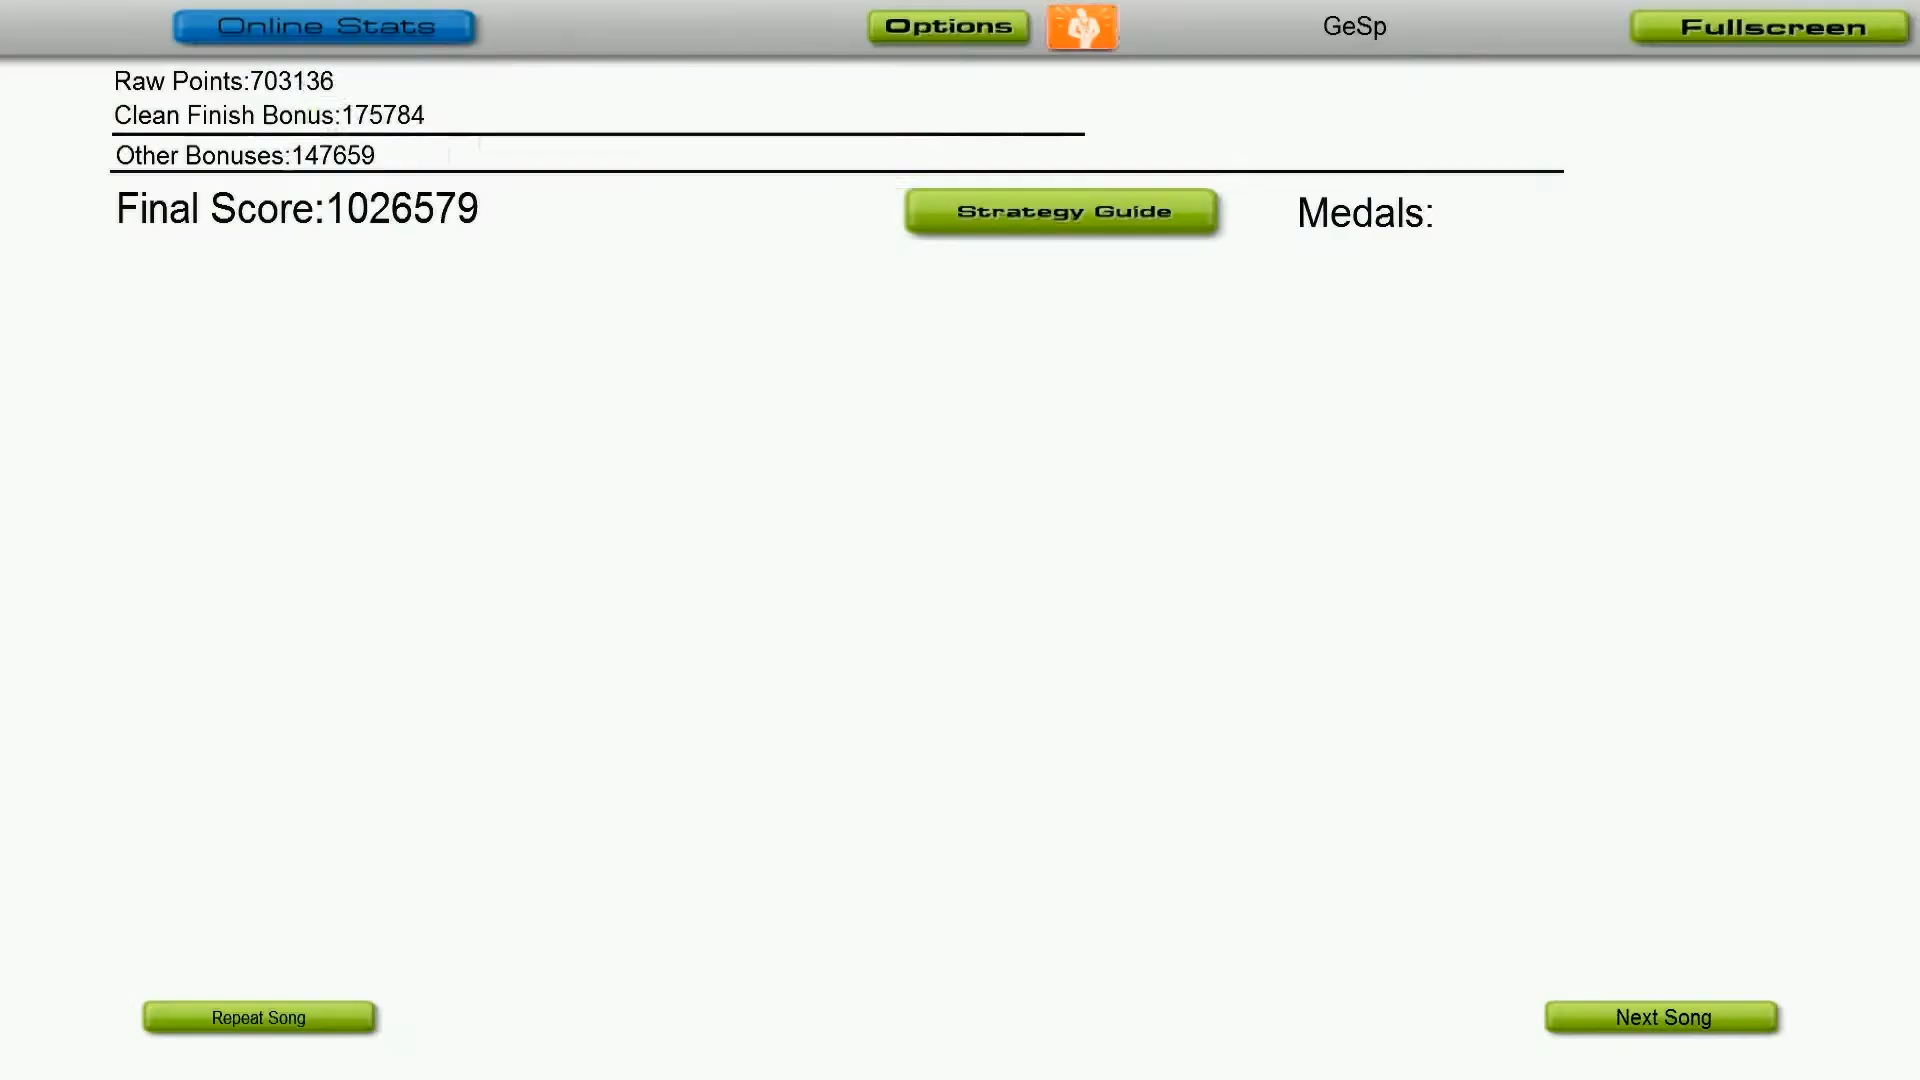 Online Stats
Options
GeSp
Fullscreen
Raw Points:703136
Clean Finish Bonus:175784
Other Bonuses:147659
Final Score:1026579
Strategy Guide
Medals:
Repeat Song
Next Song